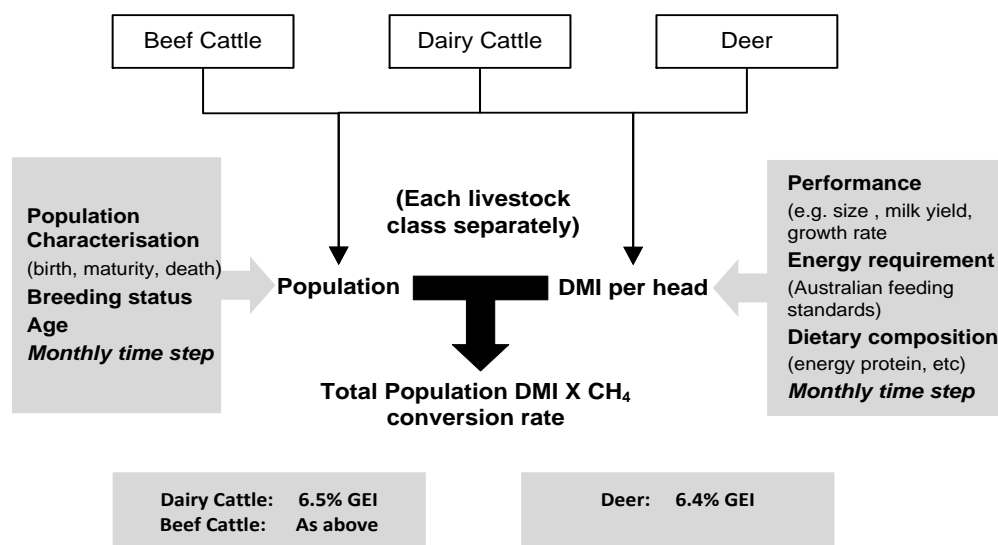 Beef Cattle
Dairy Cattle
Deer
Population
Characterisation
(birth, maturity, death)
Breeding status
Age
Monthly time step
(Each livestock
class separately)
Population
DMI per head
Performance
(e.g. size , milk yield,
growth rate
Energy requirement
(Australian feeding
standards)
Dietary composition
(energy protein, etc)
Monthly time step
Total Population DMI X CH₄
conversion rate
Dairy Cattle: 6.5% GEI
Beef Cattle: As above
Deer: 6.4% GEI